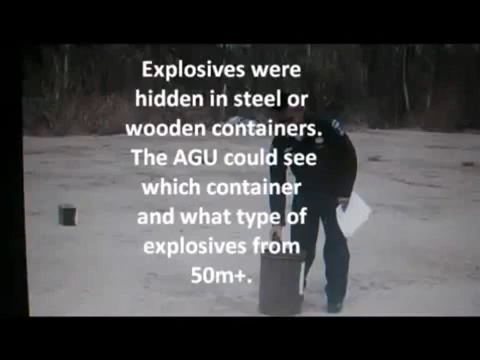 Explosives were
hidden in steel or
wooden containers.
The AGU could see
which container
and what type of
explosives from
50m+.